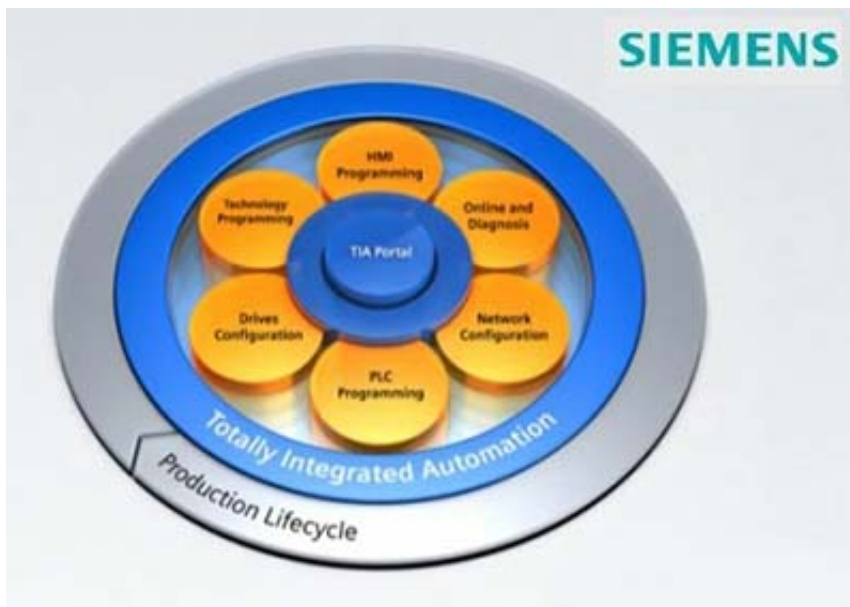 SIEMENS
HMI
Programming
Technology
Programming
Online and
Diagnosis
TIA Portal
Drives
Configuration
Network
Configuration
PLC
Programming
Totally Integrated Automation
Production Lifecycle